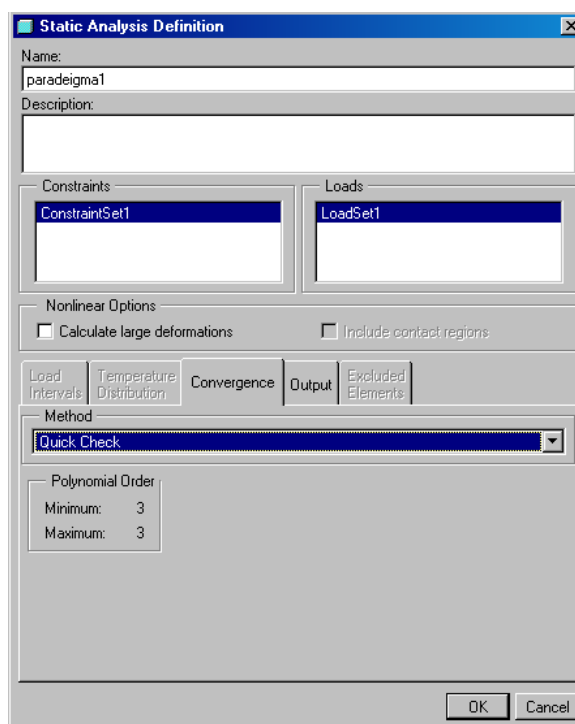 Static Analysis Definition
Name:
paradeigma1
Description:
Constraints
Loads
ConstraintSet1
LoadSet1
Nonlinear Options
Calculate large deformations
Include contact regions
Load
Intervals
Temperature
Distribution
Convergence
Output
Excluded
Elements
Method
Quick Check
Polynomial Order
Minimum: 3
Maximum: 3
OK Cancel